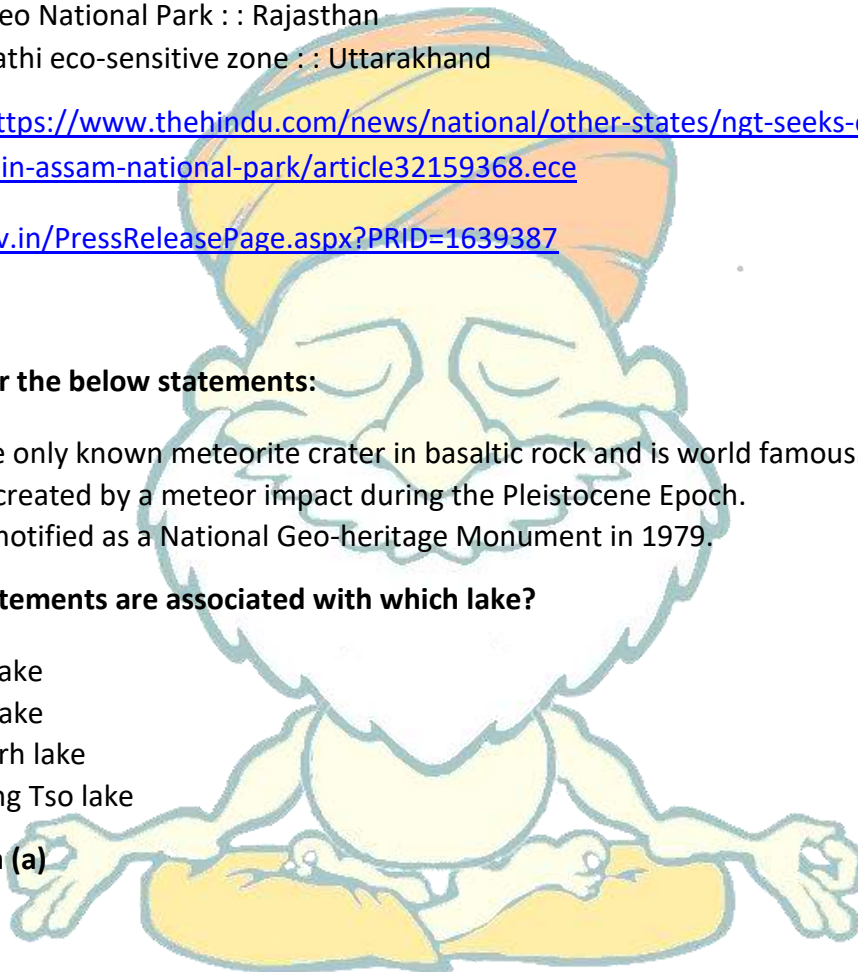 eo National Park : : Rajasthan
athi eco-sensitive zone : : Uttarakhand
ttps://www.thehindu.com/news/national/other-states/ngt-seeks-
in-assam-national-park/article32159368.ece
v.in/PressReleasePage.aspx?PRID=1639387
r the below statements:
e only known meteorite crater in basaltic rock and is world famous.
created by a meteor impact during the Pleistocene Epoch.
notified as a National Geo-heritage Monument in 1979.
tements are associated with which lake?
ake
ake
rh lake
ng Tso lake
(a)